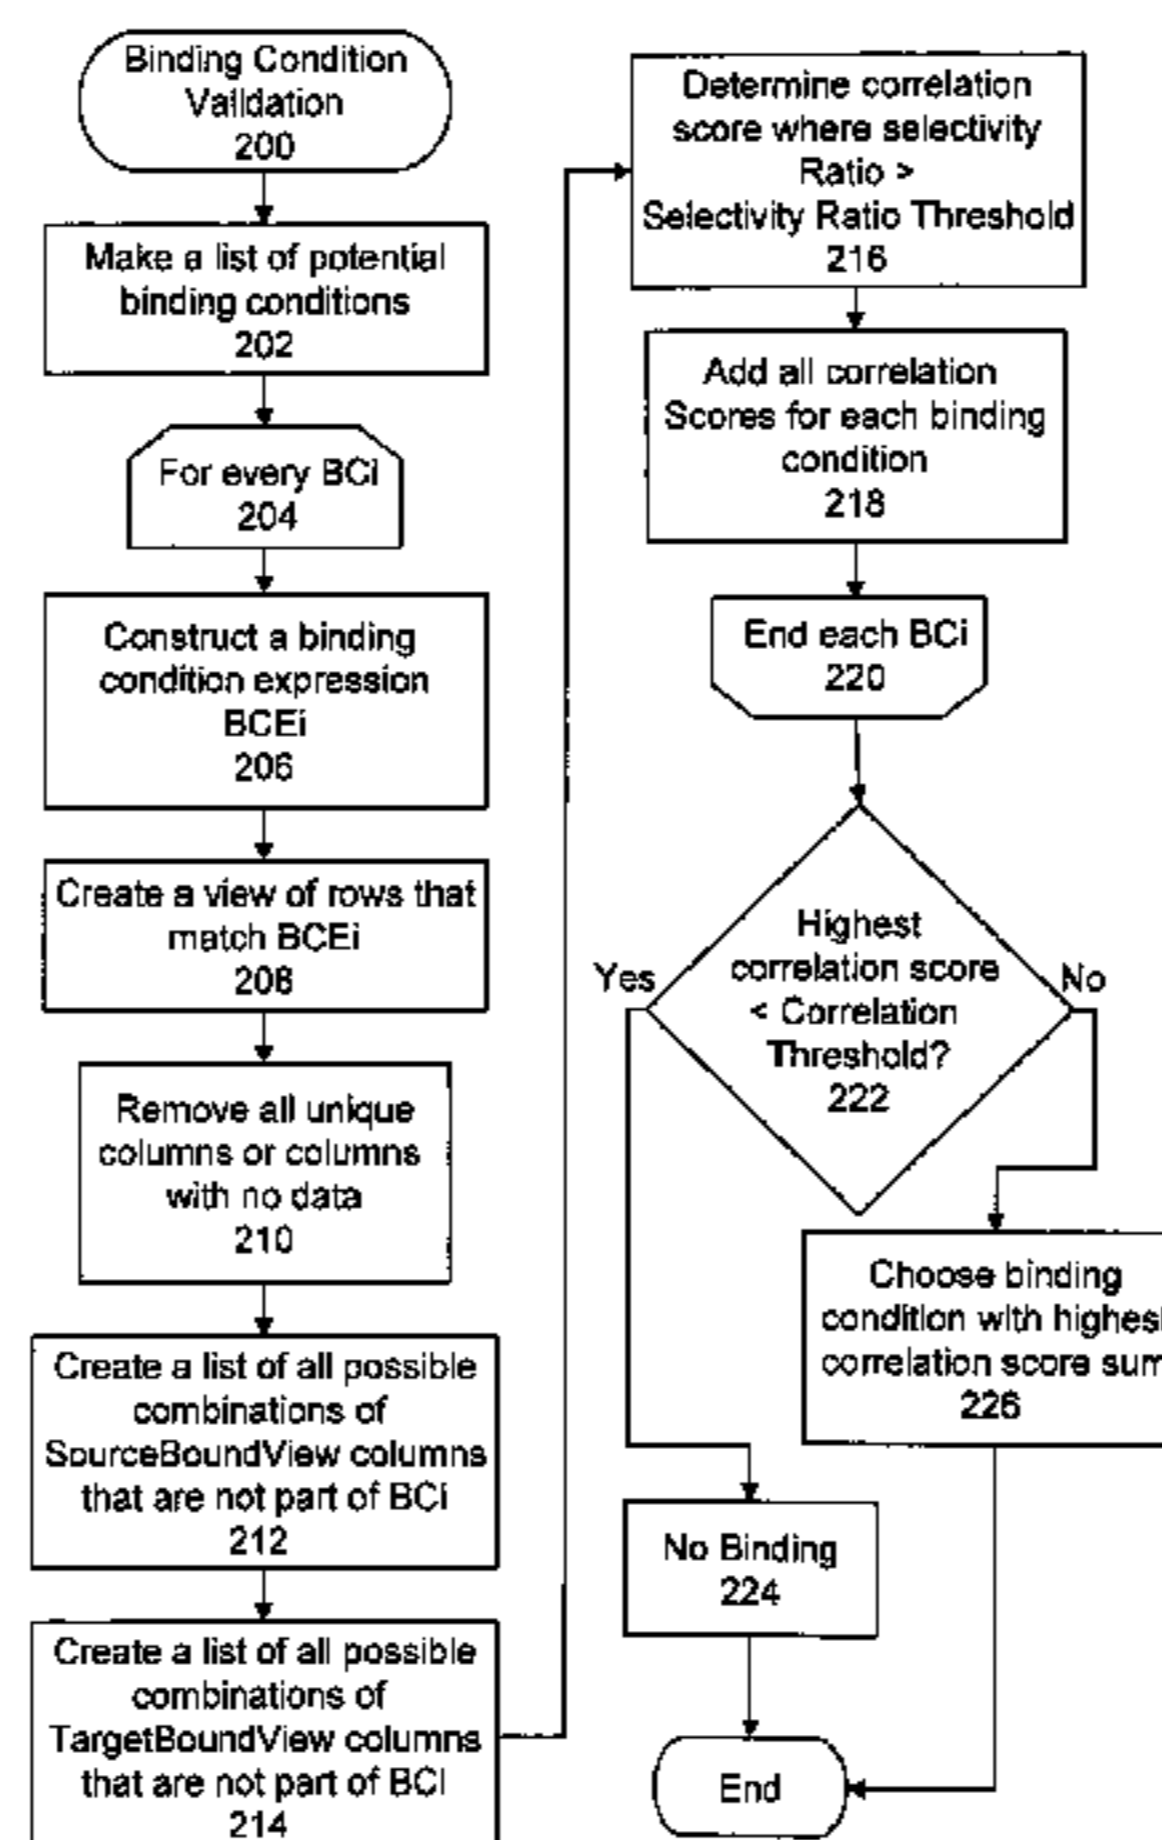 Binding Condition
Validation
200
Make a list of potential
binding conditions
202
For every BCi
204
Construct a binding
condition expression
BCEi
206
Create a view of rows that
match BCEi
208
Remove all unique
columns or columns
with no data
210
Create a list of all possible
combinations of
SourceBoundView columns
that are not part of BCi
212
Create a list of all possible
combinations of
TargetBoundView columns
that are not part of BCi
214
Determine correlation
score where selectivity
Ratio >
Selectivity Ratio Threshold
216
Add all correlation
Scores for each binding
condition
218
End each BCi
220
Highest
correlation score
< Correlation
Threshold?
222
Yes
No
Choose binding
condition with highest
correlation score sum
226
No Binding
224
End